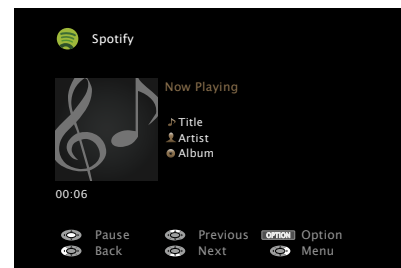 Spotify
Now Playing
Title
Artist
Album
00:06
Pause Previous OPTION Option
Back Next Menu